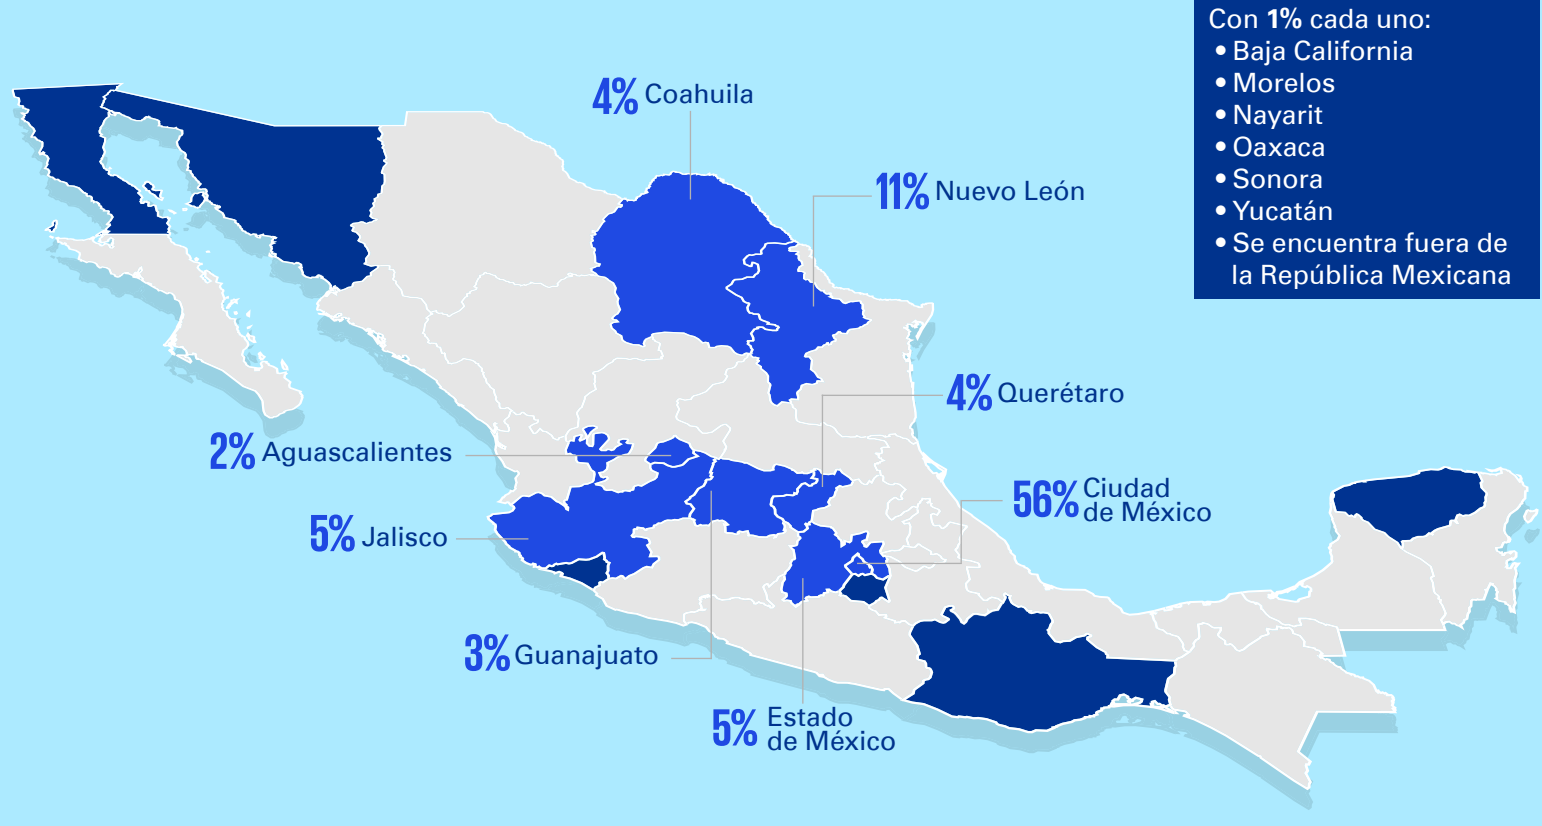 Con 1% cada uno:
• Baja California
• Morelos
• Nayarit
• Oaxaca
• Sonora
• Yucatán
• Se encuentra fuera de
la República Mexicana
4% Coahuila
11% Nuevo León
4% Querétaro
2% Aguascalientes
56% Ciudad
de México
5% Jalisco
3% Guanajuato
5% Estado
de México